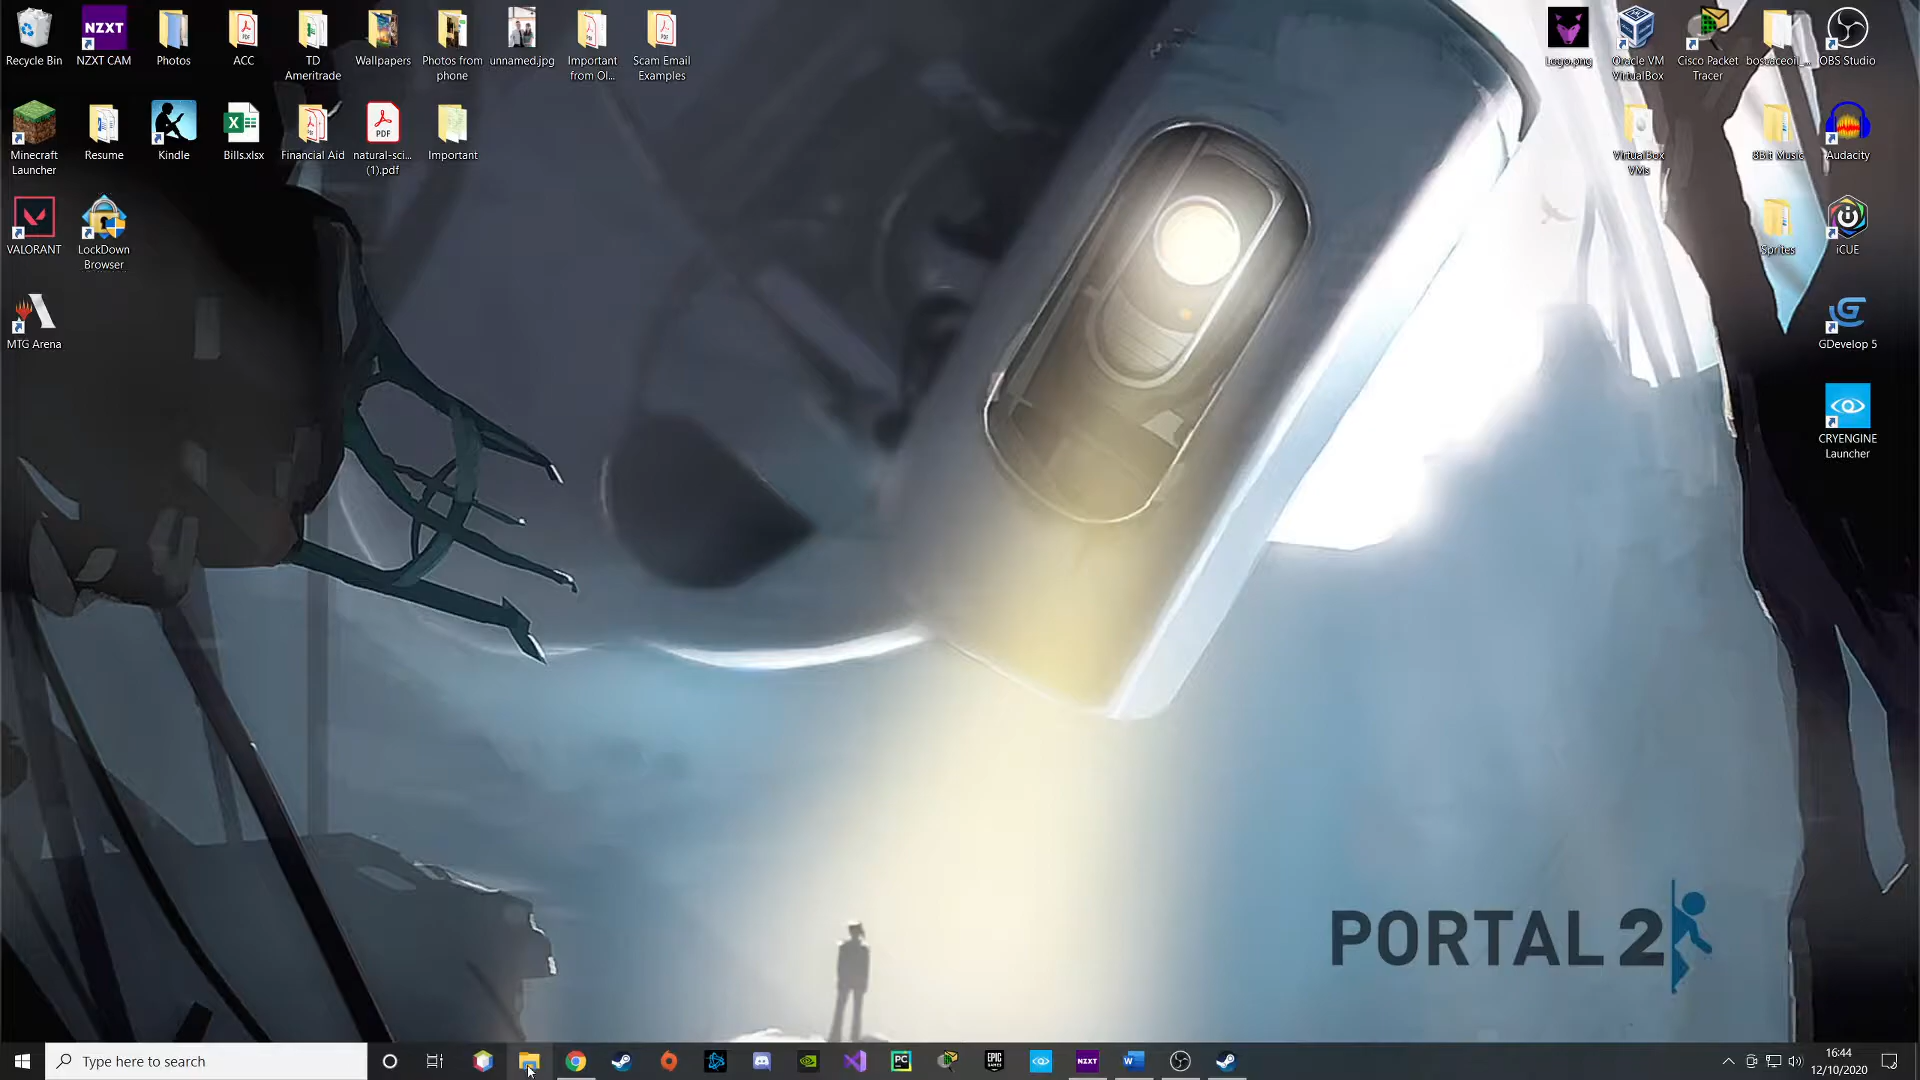 Recycle Bin
NZXT
NZXT CAM
Photos
ACC
TD
Ameritrade
Wallpapers
Photos from
phone
unnamed.jpg
Important
from Ol...
Scam Email
Examples
Logo.png
Oracle VM
VirtualBox
Cisco Packet
Tracer
OBS Studio
Minecraft
Launcher
Resume
Kindle
Bills.xlsx
Financial Aid
PDF
natural-sci...
(1).pdf
Important
VirtualBox
VMs
8Bit Music
Audacity
VALORANT
LockDown
Browser
Sprites
iCUE
MTG Arena
GDevelop 5
CRYENGINE
Launcher
PORTAL 2
Type here to search
PC
EPIC
GAMES
NZXT
W
16:44
12/10/2020